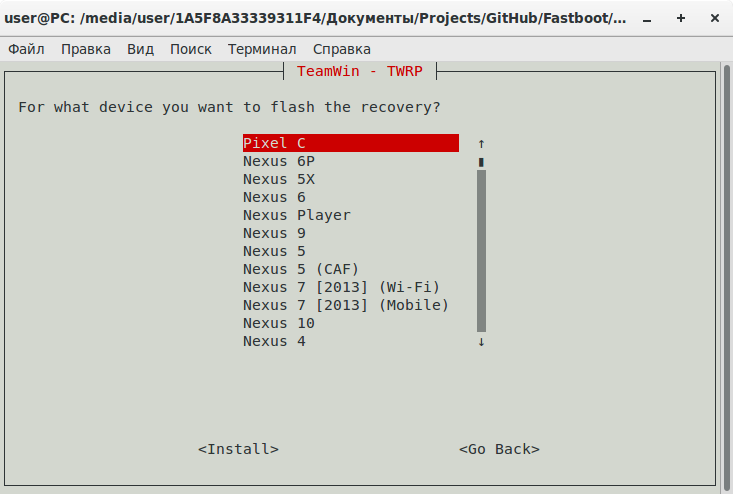 user@PC: /media/user/1A5F8A33339311F4/Документы/Projects/GitHub/Fastboot/...
Файл Правка Вид Поиск Терминал Справка
TeamWin - TWRP
For what device you want to flash the recovery?
Pixel C
Nexus 6P
Nexus 5X
Nexus 6
Nexus Player
Nexus 9
Nexus 5
Nexus 5 (CAF)
Nexus 7 [2013] (Wi-Fi)
Nexus 7 [2013] (Mobile)
Nexus 10
Nexus 4
<Install> <Go Back>